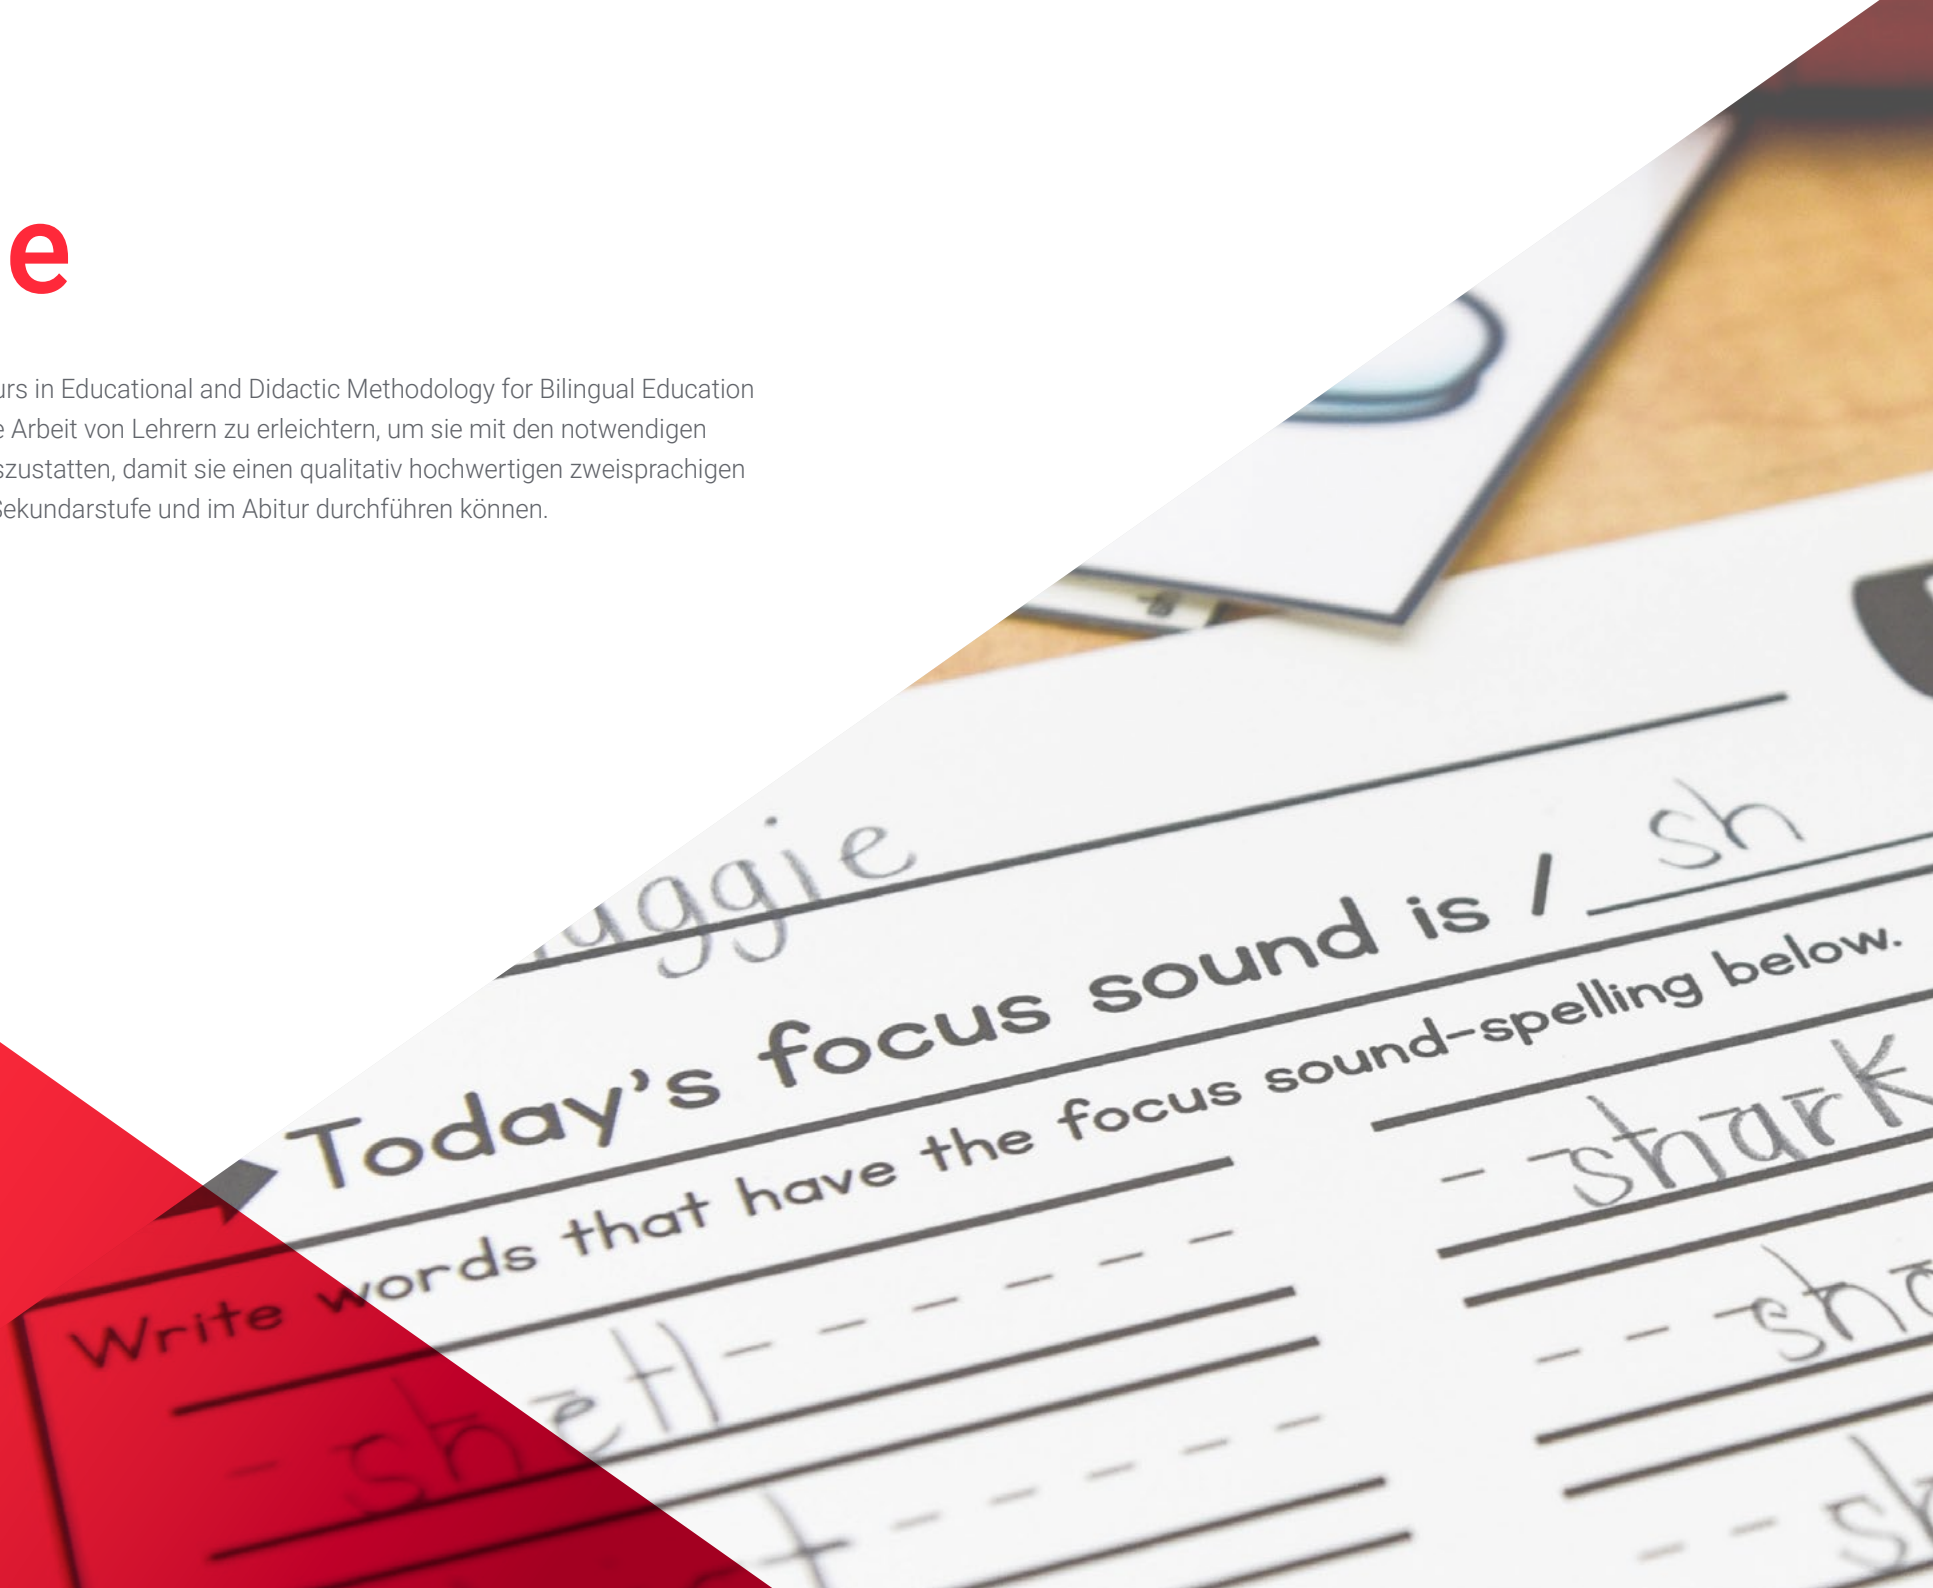 e
urs in Educational and Didactic Methodology for Bilingual Education
e Arbeit von Lehrern zu erleichtern, um sie mit den notwendigen
szustatten, damit sie einen qualitativ hochwertigen zweisprachigen
Sekundarstufe und im Abitur durchführen können.
uggie
Today's focus sound is / sh
Write words that have the focus sound-spelling below.
shell
shark